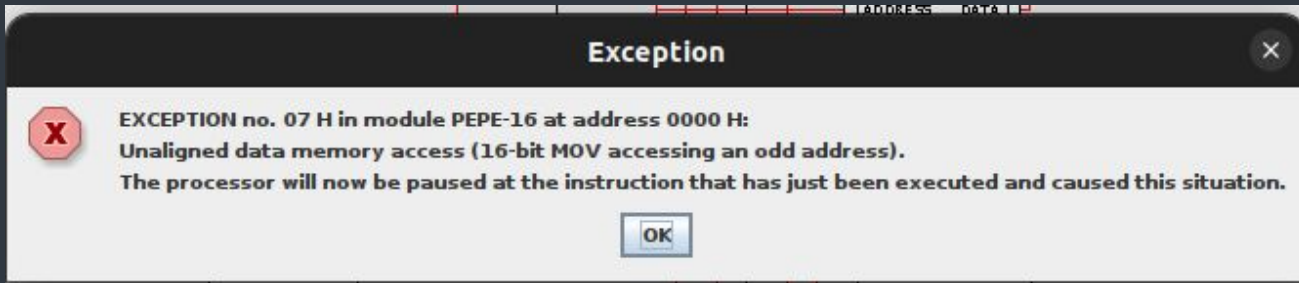 ADDRESS DATA
Exception
EXCEPTION no. 07 H in module PEPE-16 at address 0000 H:
Unaligned data memory access (16-bit MOV accessing an odd address).
The processor will now be paused at the instruction that has just been executed and caused this situation.
OK